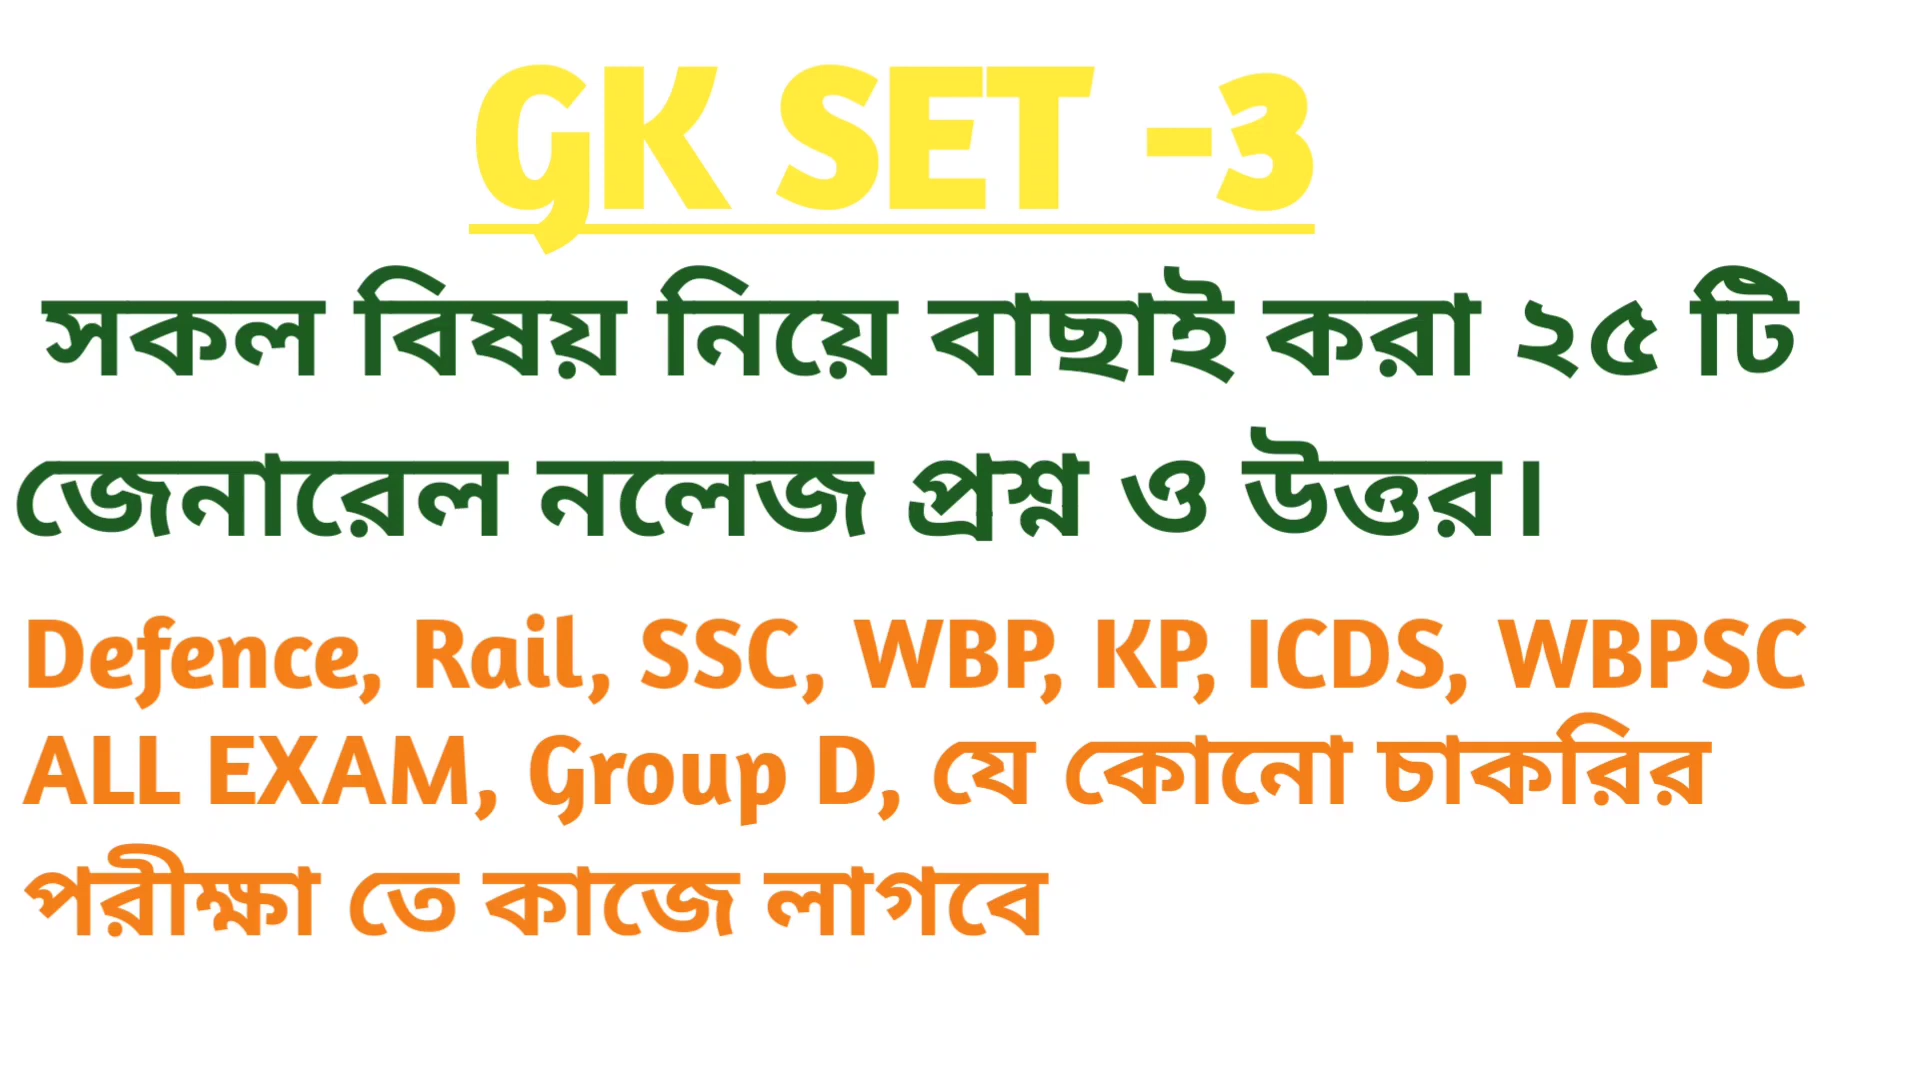 GK SET -3
সকল বিষয় নিয়ে বাছাই করা ২৫ টি
জেনারেল নলেজ প্রশ্ন ও উত্তর।
Defence, Rail, SSC, WBP, KP, ICDS, WBPSC
ALL EXAM, Group D, যে কোনো চাকরির
পরীক্ষা তে কাজে লাগবে